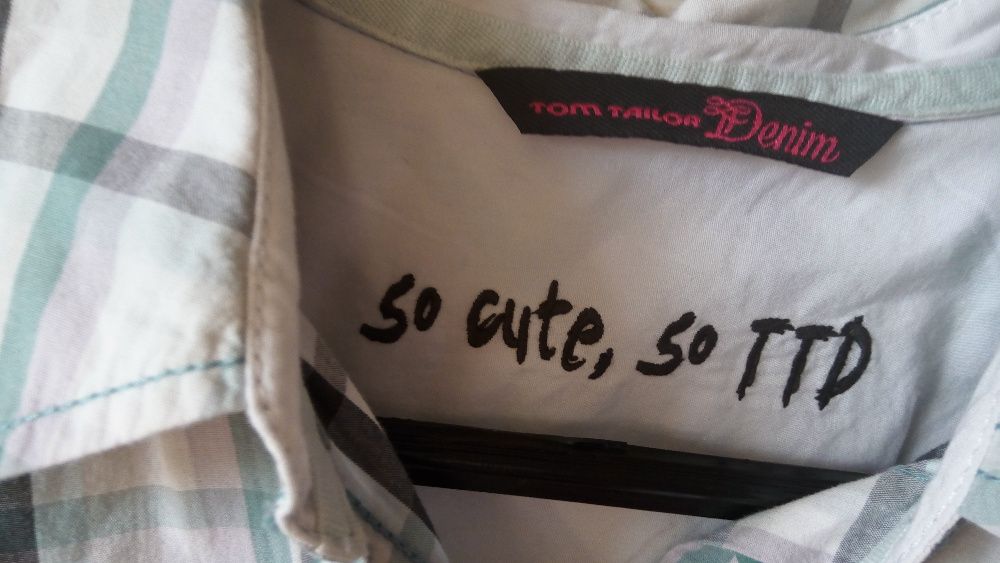 TOM TAILOR Denim
so cute, so TTD